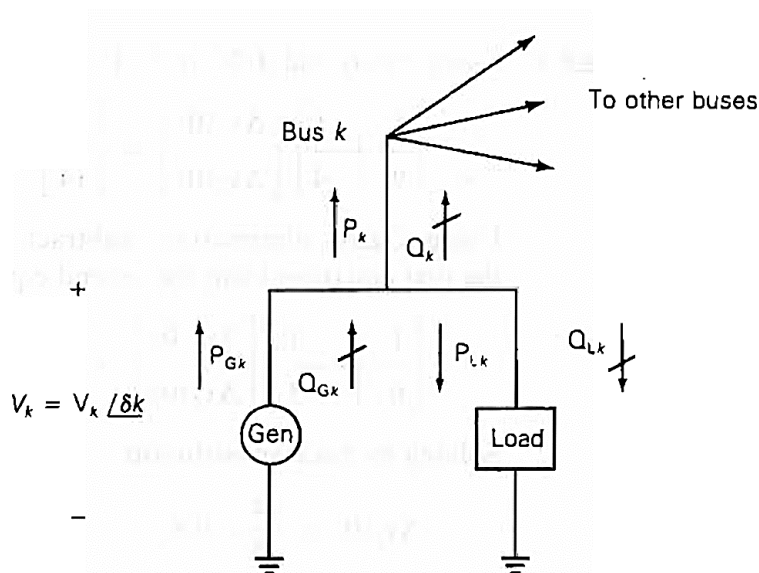 To other buses
Bus k
P_k
Q_k
+
P_Gk
Q_Gk
P_Lk
Q_Lk
V_k = V_k /δk
Gen
Load
−